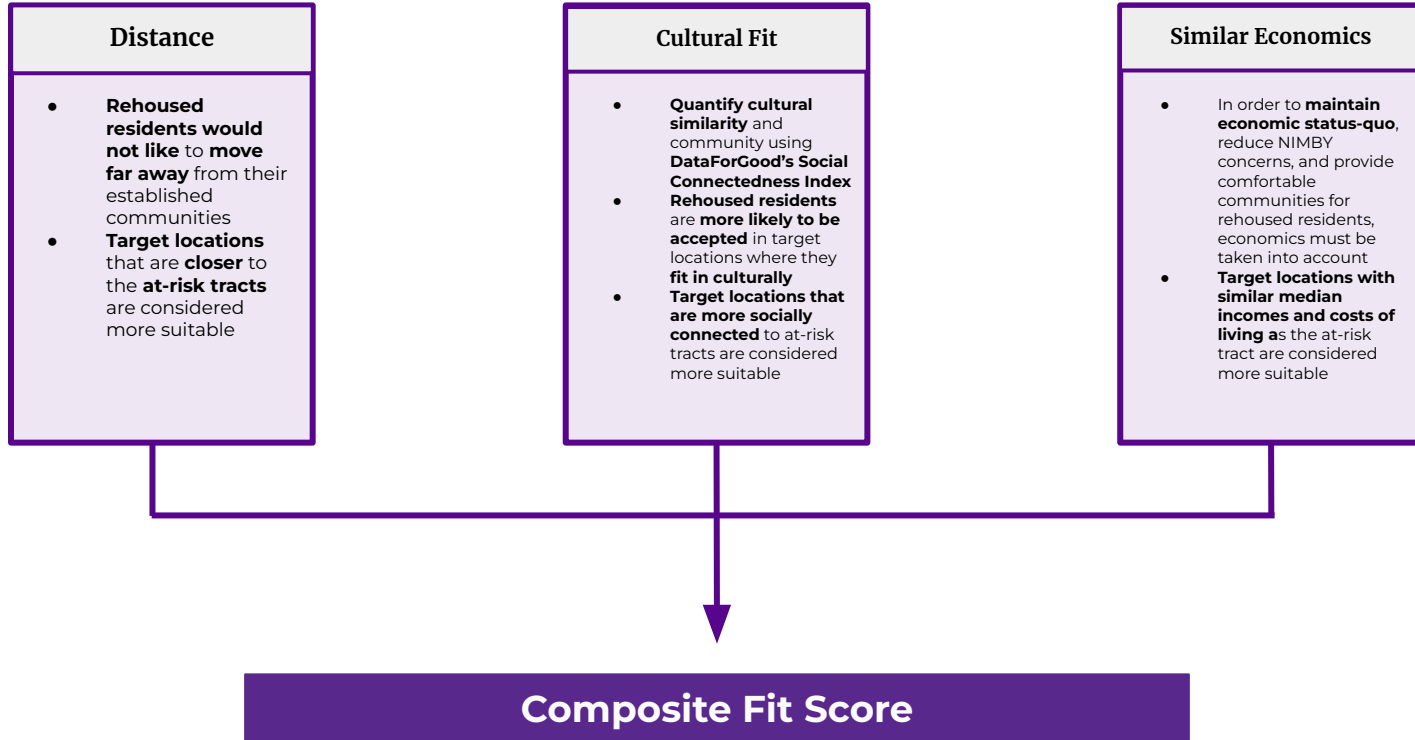 Distance
● Rehoused
residents would
not like to move
far away from their
established
communities
● Target locations
that are closer to
the at-risk tracts
are considered
more suitable
Cultural Fit
● Quantify cultural
similarity and
community using
DataForGood's Social
Connectedness Index
● Rehoused residents
are more likely to be
accepted in target
locations where they
fit in culturally
● Target locations that
are more socially
connected to at-risk
tracts are considered
more suitable
Similar Economics
● In order to maintain
economic status-quo,
reduce NIMBY
concerns, and provide
comfortable
communities for
rehoused residents,
economics must be
taken into account
● Target locations with
similar median
incomes and costs of
living as the at-risk
tract are considered
more suitable
Composite Fit Score